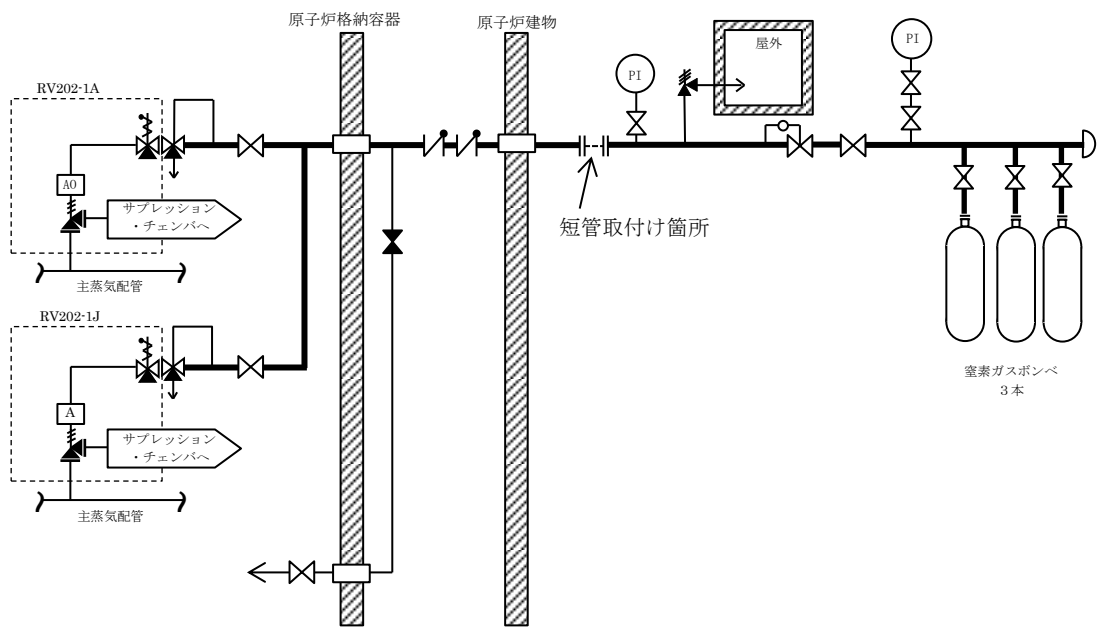 原子炉格納容器
原子炉建物
屋外
PI
PI
RV202-1A
AO
サプレッション
・チェンバへ
主蒸気配管
短管取付け箇所
RV202-1J
A
サプレッション
・チェンバへ
主蒸気配管
窒素ガスボンベ
３本